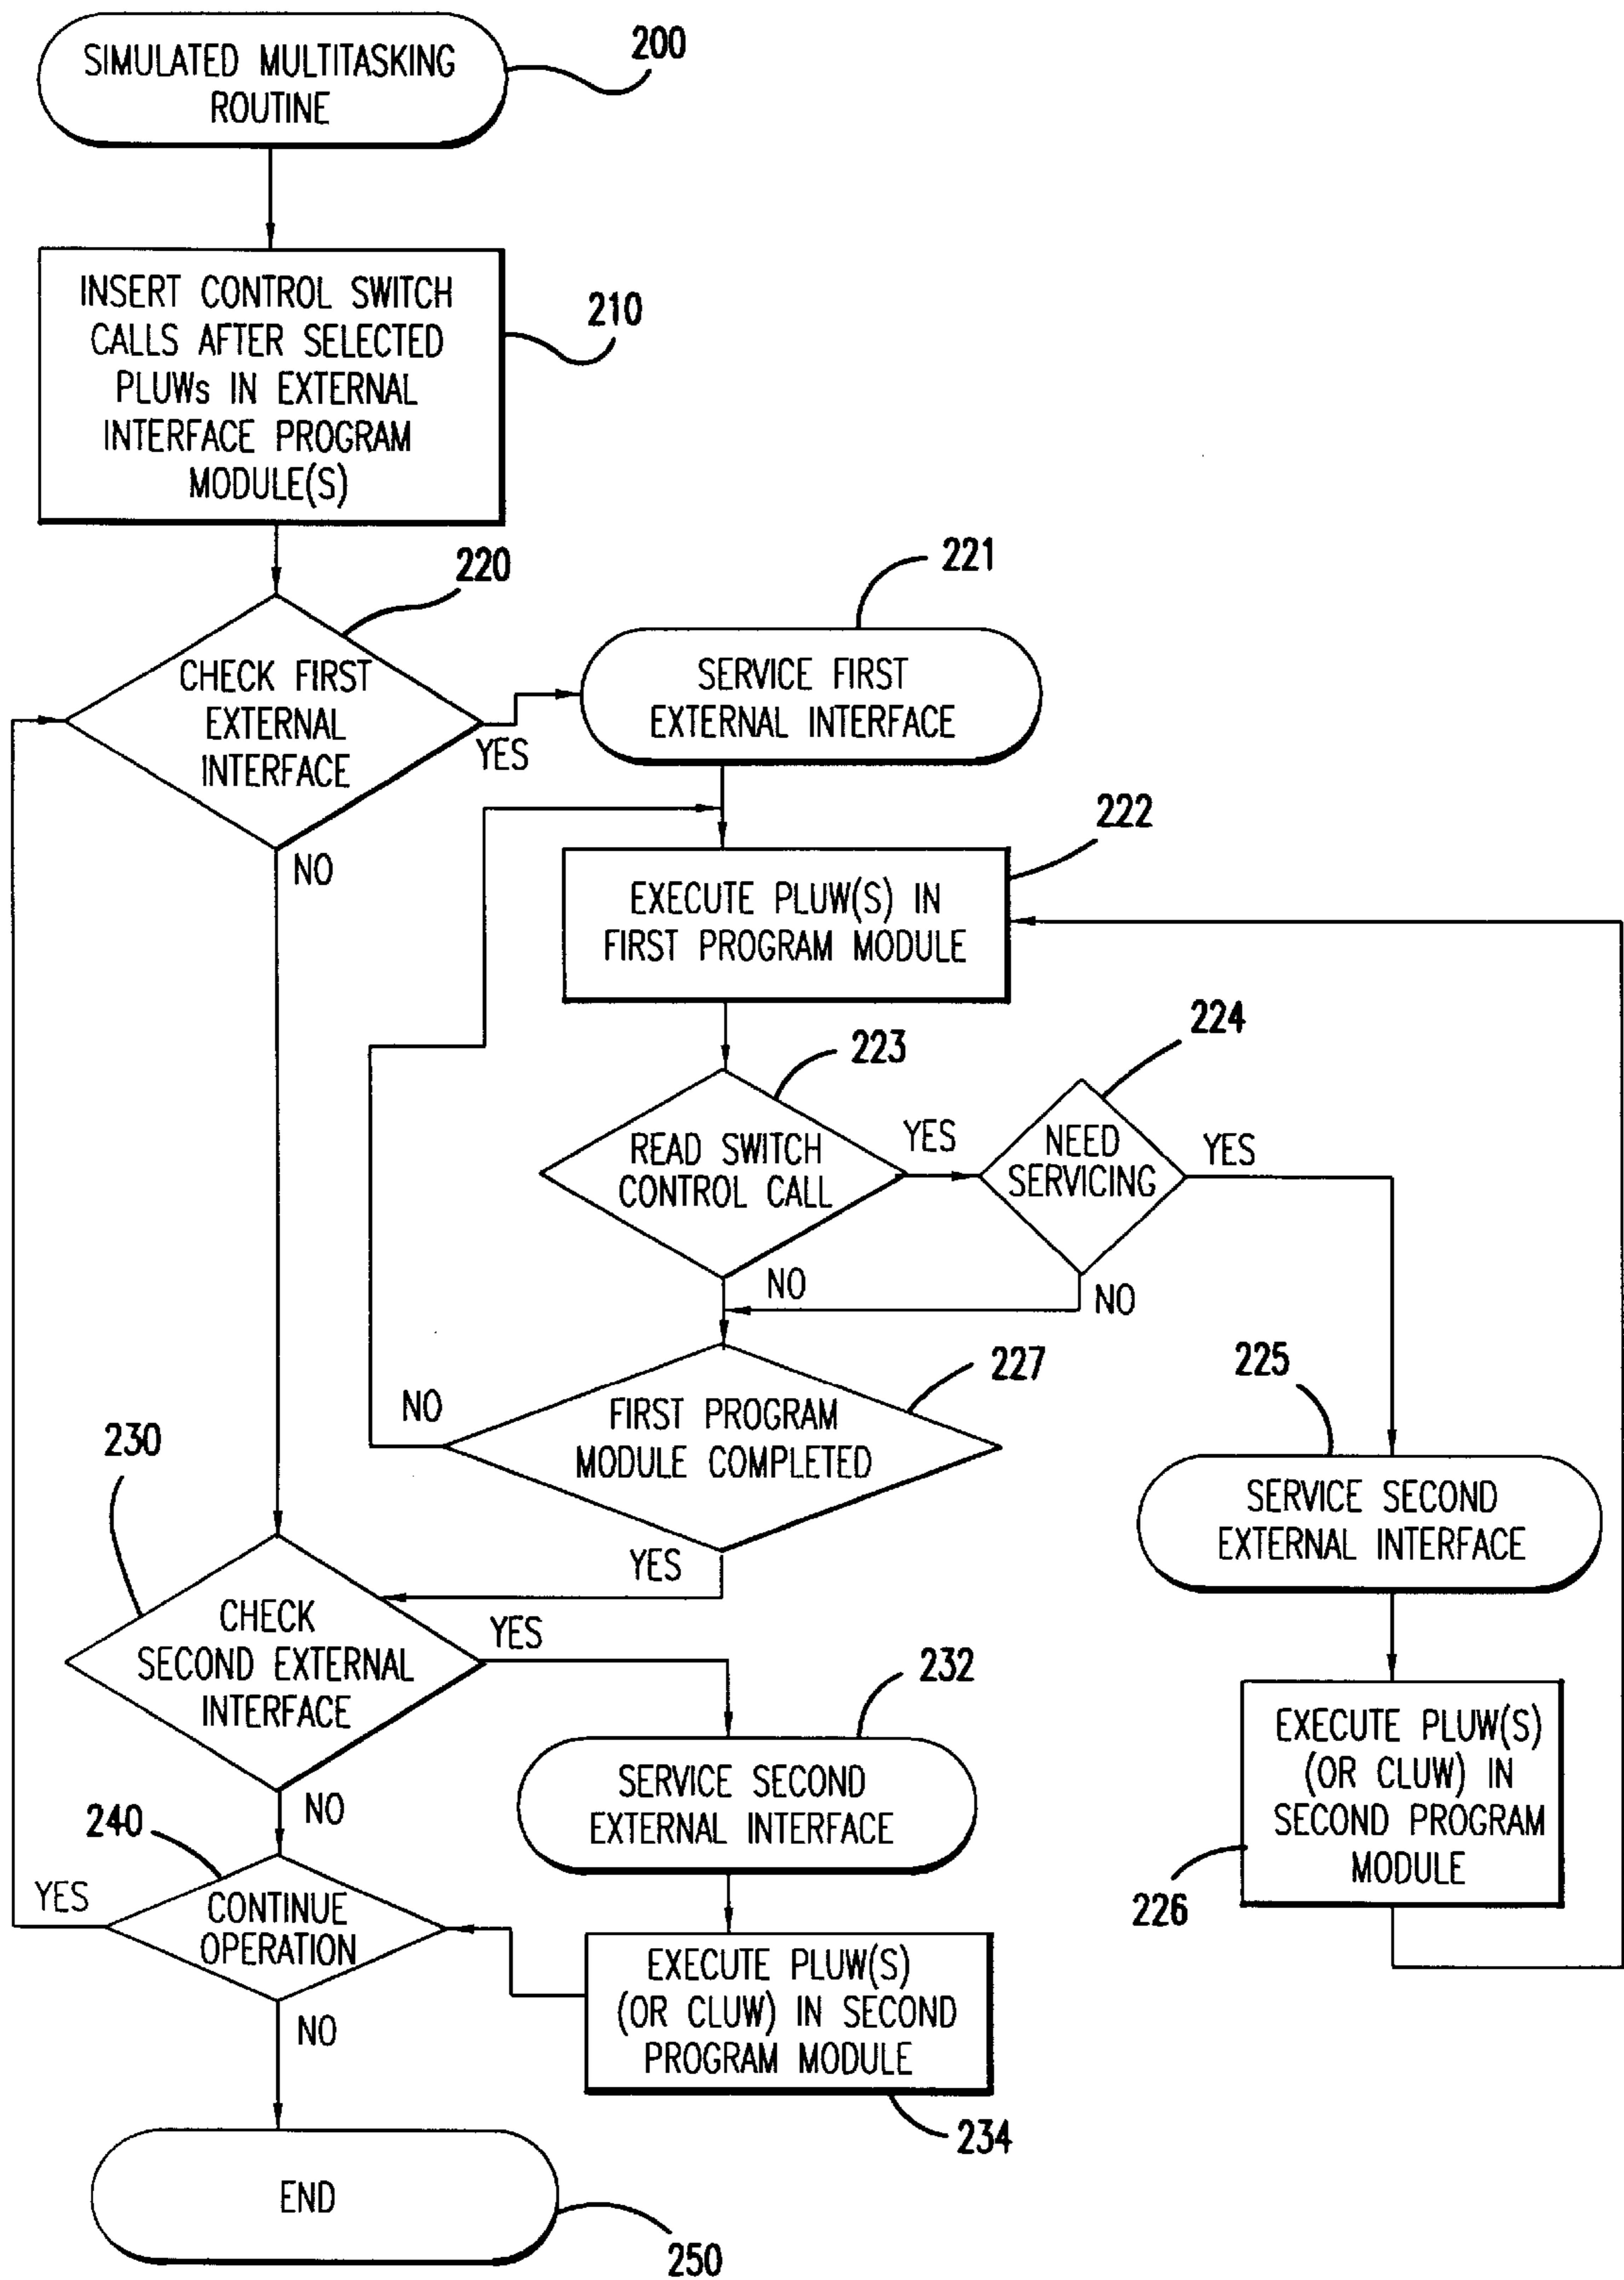 SIMULATED MULTITASKING
ROUTINE
200
INSERT CONTROL SWITCH
CALLS AFTER SELECTED
PLUWs IN EXTERNAL
INTERFACE PROGRAM
MODULE(S)
210
220
CHECK FIRST
EXTERNAL
INTERFACE
YES
NO
221
SERVICE FIRST
EXTERNAL INTERFACE
222
EXECUTE PLUW(S) IN
FIRST PROGRAM MODULE
223
READ SWITCH
CONTROL CALL
YES
NO
224
NEED
SERVICING
YES
NO
225
SERVICE SECOND
EXTERNAL INTERFACE
EXECUTE PLUW(S)
(OR CLUW) IN
SECOND PROGRAM
MODULE
226
227
FIRST PROGRAM
MODULE COMPLETED
NO
YES
230
CHECK
SECOND EXTERNAL
INTERFACE
YES
NO
232
SERVICE SECOND
EXTERNAL INTERFACE
EXECUTE PLUW(S)
(OR CLUW) IN SECOND
PROGRAM MODULE
234
240
CONTINUE
OPERATION
YES
NO
END
250